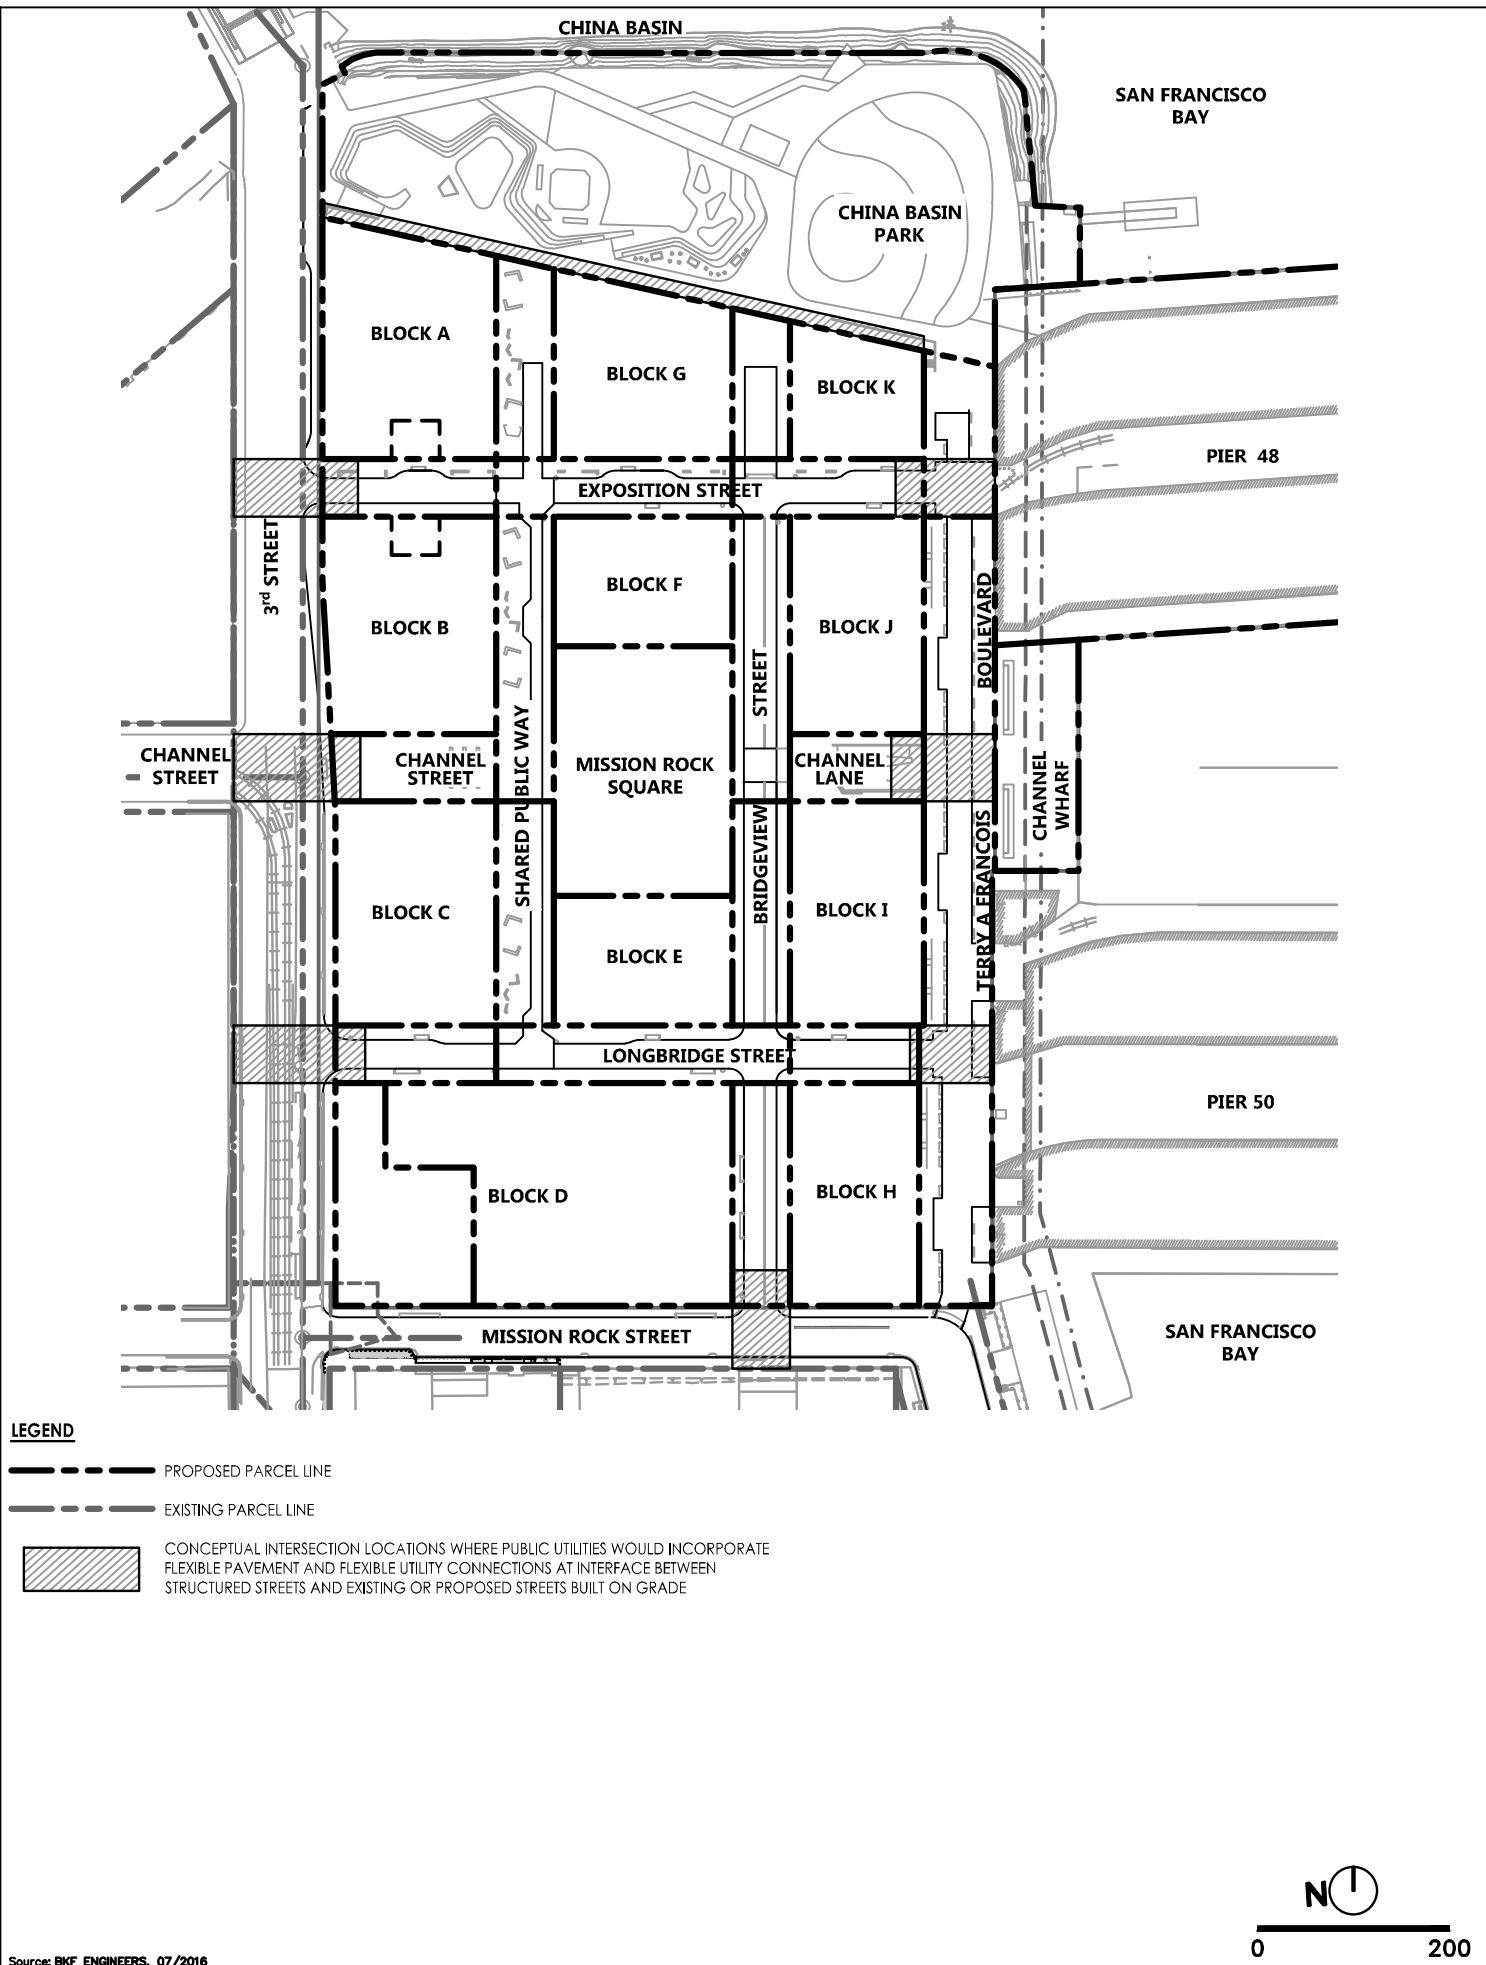 CHINA BASIN
SAN FRANCISCO
BAY
CHINA BASIN
PARK
BLOCK A
BLOCK G
BLOCK K
PIER 48
EXPOSITION STREET
3rd STREET
BLOCK B
BLOCK F
BLOCK J
BOULEVARD
STREET
CHANNEL
STREET
CHANNEL
STREET
SHARED PUBLIC WAY
MISSION ROCK
SQUARE
CHANNEL
LANE
CHANNEL
WHARF
BRIDGEVIEW
TERRY A FRANCOIS
BLOCK C
BLOCK E
BLOCK I
LONGBRIDGE STREET
PIER 50
BLOCK D
BLOCK H
MISSION ROCK STREET
SAN FRANCISCO
BAY
LEGEND
PROPOSED PARCEL LINE
EXISTING PARCEL LINE
CONCEPTUAL INTERSECTION LOCATIONS WHERE PUBLIC UTILITIES WOULD INCORPORATE
FLEXIBLE PAVEMENT AND FLEXIBLE UTILITY CONNECTIONS AT INTERFACE BETWEEN
STRUCTURED STREETS AND EXISTING OR PROPOSED STREETS BUILT ON GRADE
N
0 200
Source: BKF ENGINEERS, 07/2016